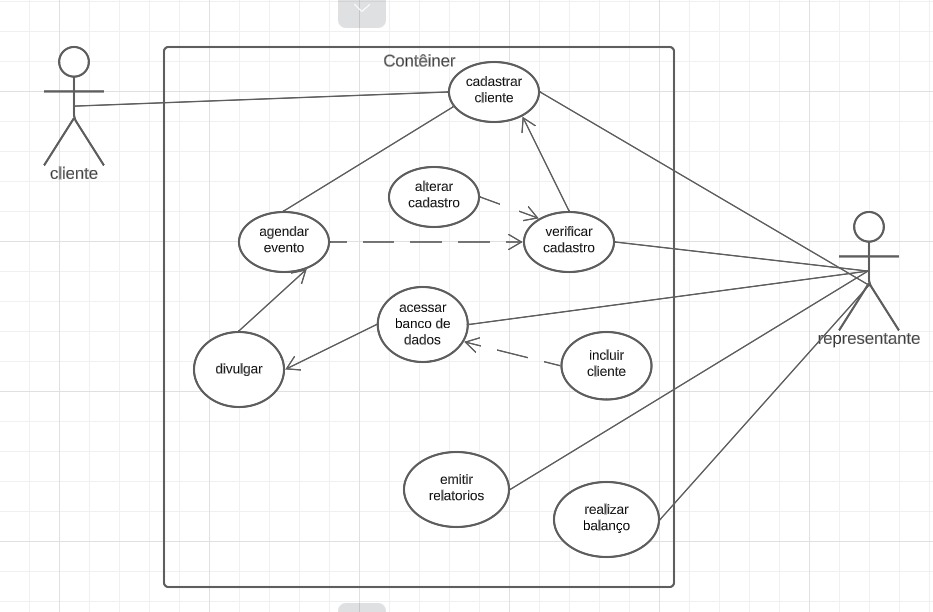 Contêiner
cadastrar
cliente
cliente
alterar
cadastro
agendar
evento
verificar
cadastro
acessar
banco de
dados
representante
divulgar
incluir
cliente
emitir
relatorios
realizar
balanço